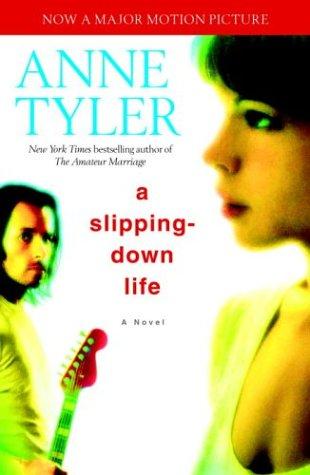 NOW A MAJOR MOTION PICTURE
ANNE
TYLER
New York Times bestselling author of
The Amateur Marriage
a
slipping-
down
life
A Novel